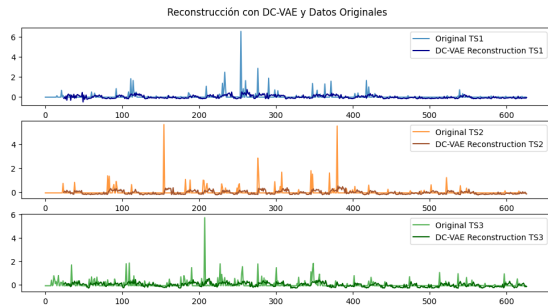 Reconstrucción con DC-VAE y Datos Originales
6
4
2
0
Original TS1
DC-VAE Reconstruction TS1
0 100 200 300 400 500 600
4
2
0
Original TS2
DC-VAE Reconstruction TS2
0 100 200 300 400 500 600
6
4
2
0
Original TS3
DC-VAE Reconstruction TS3
0 100 200 300 400 500 600